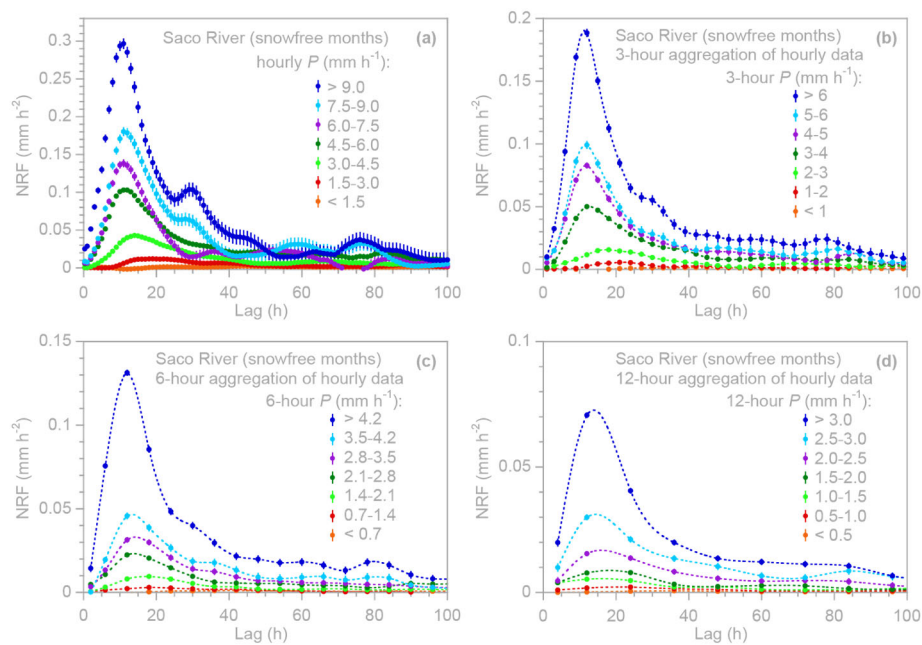 Saco River (snowfree months) (a)
hourly P (mm h⁻¹):
> 9.0
7.5-9.0
6.0-7.5
4.5-6.0
3.0-4.5
1.5-3.0
< 1.5
NRF (mm h⁻²)
0.3
0.25
0.2
0.15
0.1
0.05
0
0 20 40 60 80 100
Lag (h)
Saco River (snowfree months) (b)
3-hour aggregation of hourly data
3-hour P (mm h⁻¹):
> 6
5-6
4-5
3-4
2-3
1-2
< 1
NRF (mm h⁻²)
0.2
0.15
0.1
0.05
0
0 20 40 60 80 100
Lag (h)
Saco River (snowfree months) (c)
6-hour aggregation of hourly data
6-hour P (mm h⁻¹):
> 4.2
3.5-4.2
2.8-3.5
2.1-2.8
1.4-2.1
0.7-1.4
< 0.7
NRF (mm h⁻²)
0.15
0.1
0.05
0
0 20 40 60 80 100
Lag (h)
Saco River (snowfree months) (d)
12-hour aggregation of hourly data
12-hour P (mm h⁻¹):
> 3.0
2.5-3.0
2.0-2.5
1.5-2.0
1.0-1.5
0.5-1.0
< 0.5
NRF (mm h⁻²)
0.1
0.05
0
0 20 40 60 80 100
Lag (h)